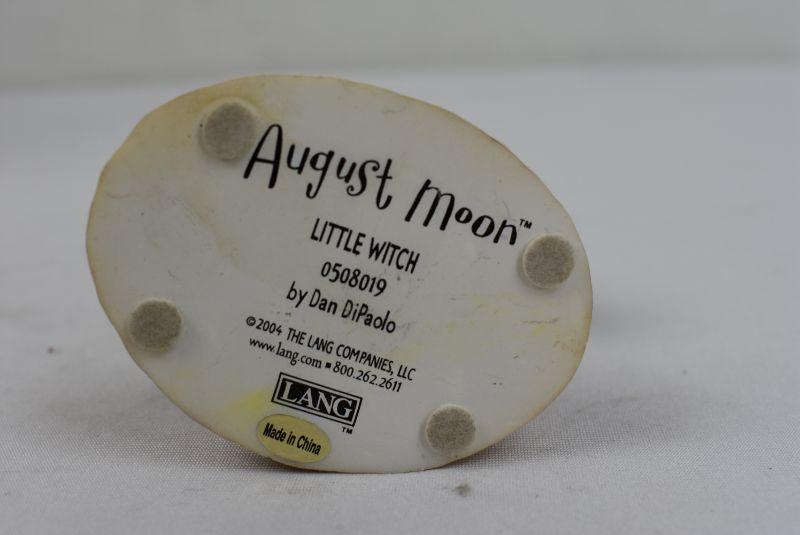 August Moon™
LITTLE WITCH
0508019
by Dan DiPaolo
©2004 THE LANG COMPANIES, LLC
www.lang.com ▪ 800.262.2611
LANG™
Made in China